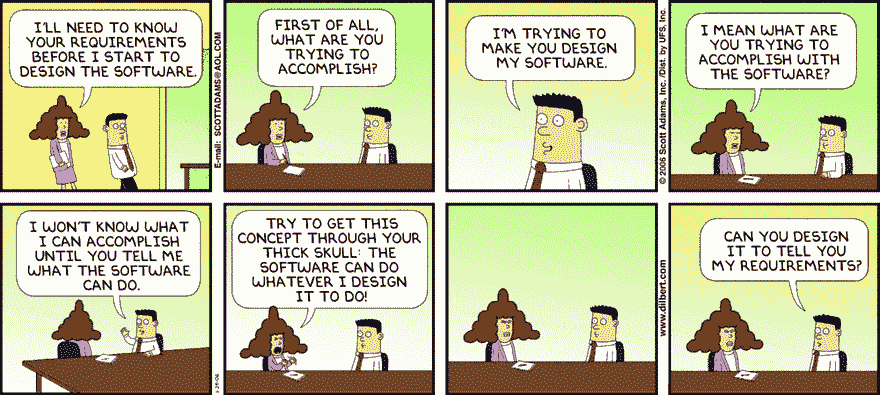 I'LL NEED TO KNOW
YOUR REQUIREMENTS
BEFORE I START TO
DESIGN THE SOFTWARE.
E-mail: SCOTTADAMS@AOL.COM
FIRST OF ALL,
WHAT ARE YOU
TRYING TO
ACCOMPLISH?
I'M TRYING TO
MAKE YOU DESIGN
MY SOFTWARE.
© 2006 Scott Adams, Inc./Dist. by UFS, Inc.
I MEAN WHAT ARE
YOU TRYING TO
ACCOMPLISH WITH
THE SOFTWARE?
I WON'T KNOW WHAT
I CAN ACCOMPLISH
UNTIL YOU TELL ME
WHAT THE SOFTWARE
CAN DO.
TRY TO GET THIS
CONCEPT THROUGH YOUR
THICK SKULL: THE
SOFTWARE CAN DO
WHATEVER I DESIGN
IT TO DO!
www.dilbert.com
CAN YOU DESIGN
IT TO TELL YOU
MY REQUIREMENTS?